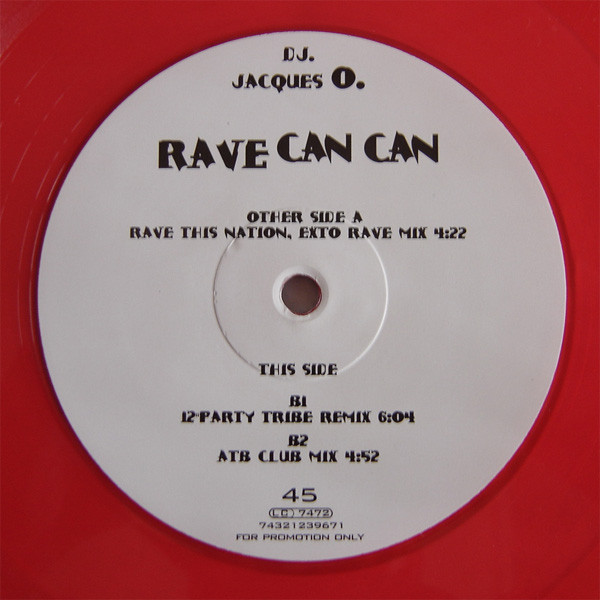 DJ.
JACQUES O.
RAVE CAN CAN
OTHER SIDE A
RAVE THIS NATION, EXTO RAVE MIX 4:22
THIS SIDE
B1
12"PARTY TRIBE REMIX 6:04
B2
ATB CLUB MIX 4:52
45
LC 7472
74321239671
FOR PROMOTION ONLY